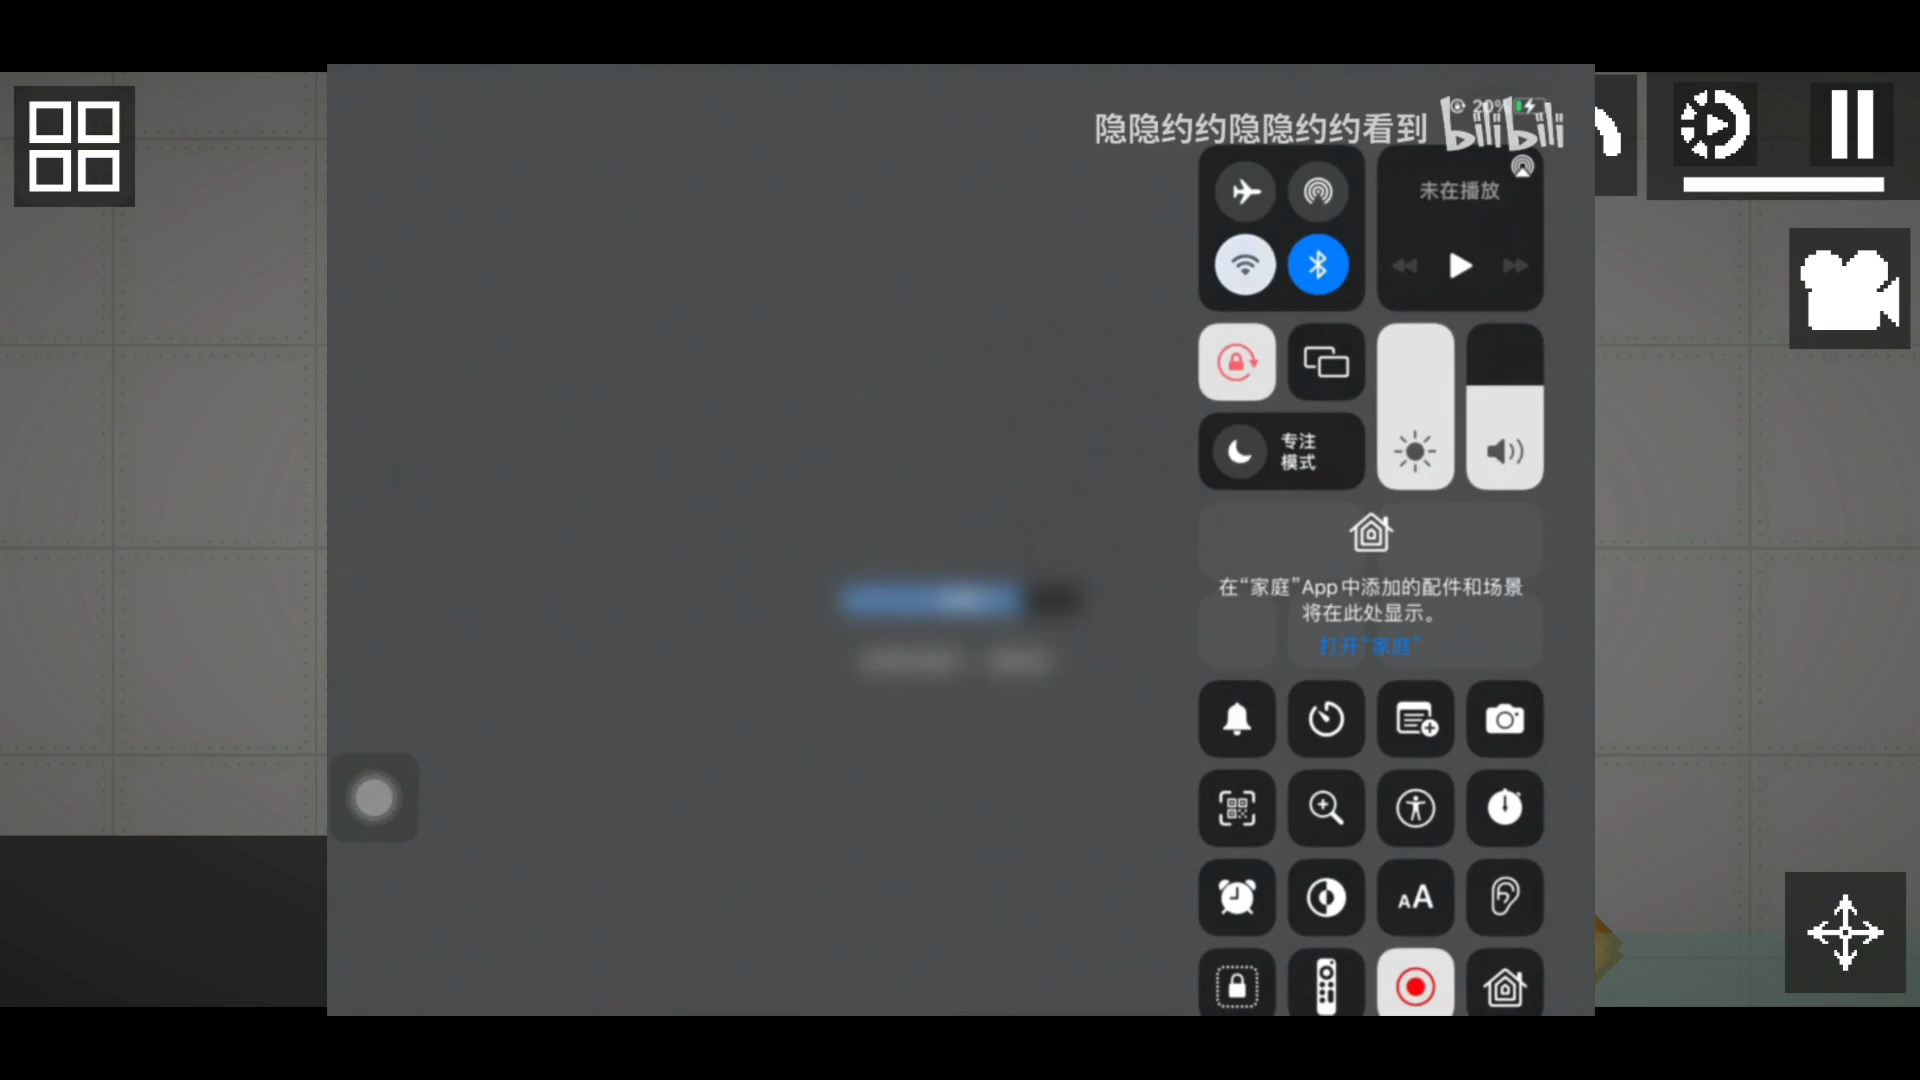 20%
隐隐约约隐隐约约看到 bilibili
未在播放
专注
模式
在“家庭”App中添加的配件和场景
将在此处显示。
打开“家庭”
AA